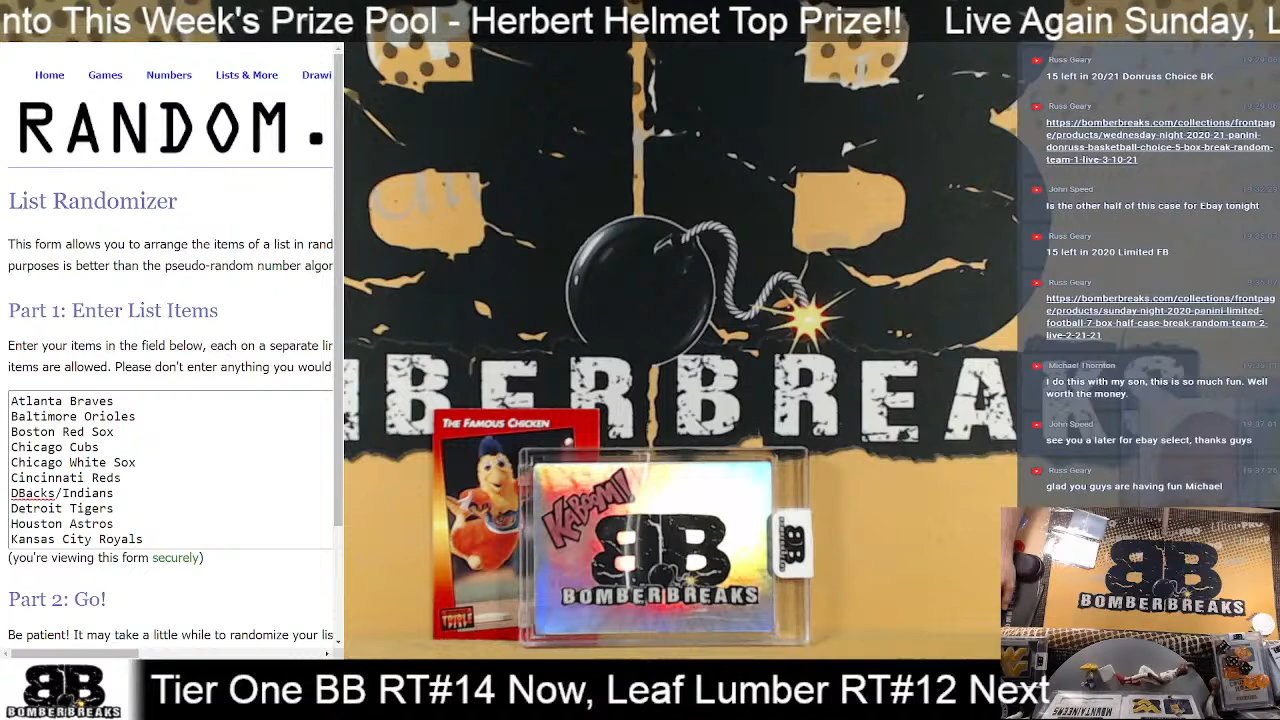 nto This Week's Prize Pool - Herbert Helmet Top Prize!!     Live Again Sunday, L
Home Games Numbers Lists & More Drawi
RANDOM.
List Randomizer
This form allows you to arrange the items of a list in rand
purposes is better than the pseudo-random number algor
Part 1: Enter List Items
Enter your items in the field below, each on a separate lin
items are allowed. Please don't enter anything you would
Atlanta Braves
Baltimore Orioles
Boston Red Sox
Chicago Cubs
Chicago White Sox
Cincinnati Reds
DBacks/Indians
Detroit Tigers
Houston Astros
Kansas City Royals
(you're viewing this form securely)
Part 2: Go!
Be patient! It may take a little while to randomize your lis
MBERBREA
THE FAMOUS CHICKEN
TRIPLE
KABOOM!!
BB
BOMBERBREAKS
BB
Russ Geary 19:29:06
15 left in 20/21 Donruss Choice BK
Russ Geary
https://bomberbreaks.com/collections/frontpag
e/products/wednesday-night-2020-21-panini-
donruss-basketball-choice-5-box-break-random-
team-1-live-3-10-21
John Speed
Is the other half of this case for Ebay tonight
Russ Geary
15 left in 2020 Limited FB
Russ Geary
https://bomberbreaks.com/collections/frontpag
e/products/sunday-night-2020-panini-limited-
football-7-box-half-case-break-random-team-2-
live-2-21-21
Michael Thornton
I do this with my son, this is so much fun. Well
worth the money.
John Speed
see you a later for ebay select, thanks guys
Russ Geary
glad you guys are having fun Michael
BB
BOMBERBREAKS
MOUNTAINEERS
BB
BOMBERBREAKS
Tier One BB RT#14 Now, Leaf Lumber RT#12 Next